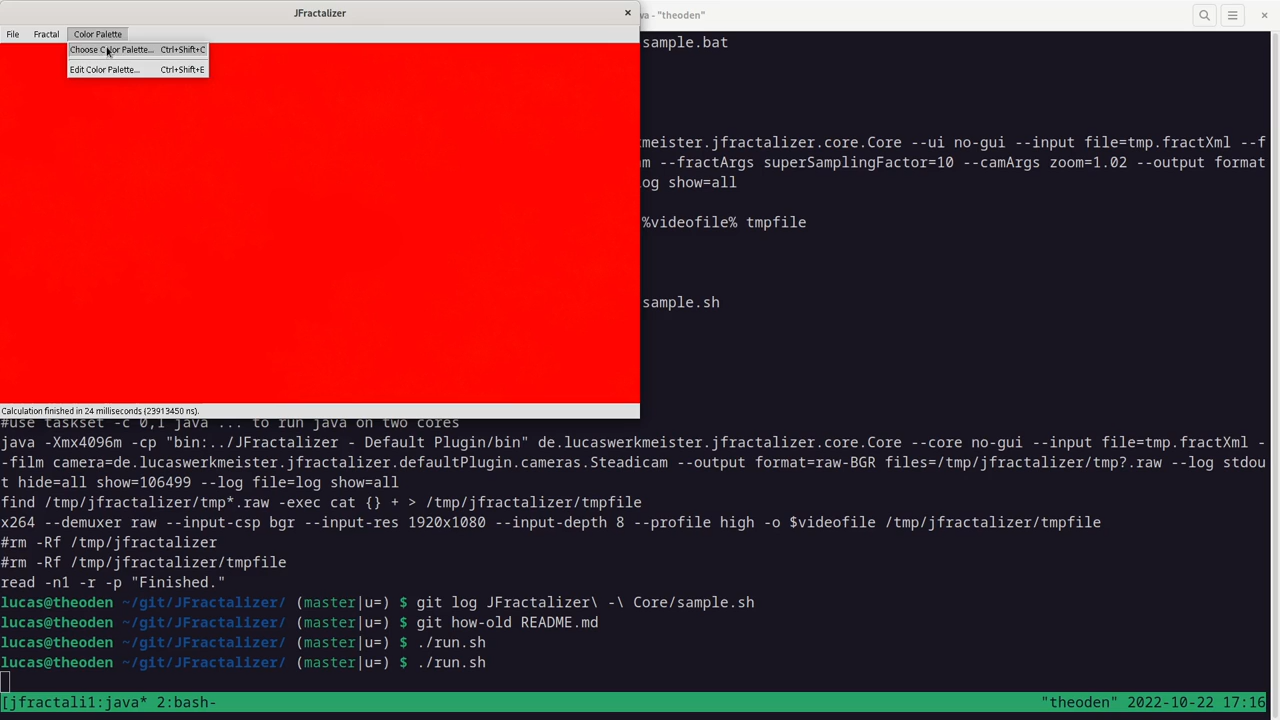 JFractalizer
×
File Fractal Color Palette
Choose Color Palette... Ctrl+Shift+C
Edit Color Palette... Ctrl+Shift+E
Calculation finished in 24 milliseconds (23913450 ns).
va - "theoden"
×
sample.bat
kmeister.jfractalizer.core.Core --ui no-gui --input file=tmp.fractXml --f
m --fractArgs superSamplingFactor=10 --camArgs zoom=1.02 --output format
og show=all
%videofile% tmpfile
sample.sh
#use taskset -c 0,1 java ... to run java on two cores
java -Xmx4096m -cp "bin:../JFractalizer - Default Plugin/bin" de.lucaswerkmeister.jfractalizer.core.Core --core no-gui --input file=tmp.fractXml -
-film camera=de.lucaswerkmeister.jfractalizer.defaultPlugin.cameras.Steadicam --output format=raw-BGR files=/tmp/jfractalizer/tmp?.raw --log stdou
t hide=all show=106499 --log file=log show=all
find /tmp/jfractalizer/tmp*.raw -exec cat {} + > /tmp/jfractalizer/tmpfile
x264 --demuxer raw --input-csp bgr --input-res 1920x1080 --input-depth 8 --profile high -o $videofile /tmp/jfractalizer/tmpfile
#rm -Rf /tmp/jfractalizer
#rm -Rf /tmp/jfractalizer/tmpfile
read -n1 -r -p "Finished."
lucas@theoden ~/git/JFractalizer/ (master|u=) $ git log JFractalizer\ -\ Core/sample.sh
lucas@theoden ~/git/JFractalizer/ (master|u=) $ git how-old README.md
lucas@theoden ~/git/JFractalizer/ (master|u=) $ ./run.sh
lucas@theoden ~/git/JFractalizer/ (master|u=) $ ./run.sh
[jfractali1:java* 2:bash- "theoden" 2022-10-22 17:16